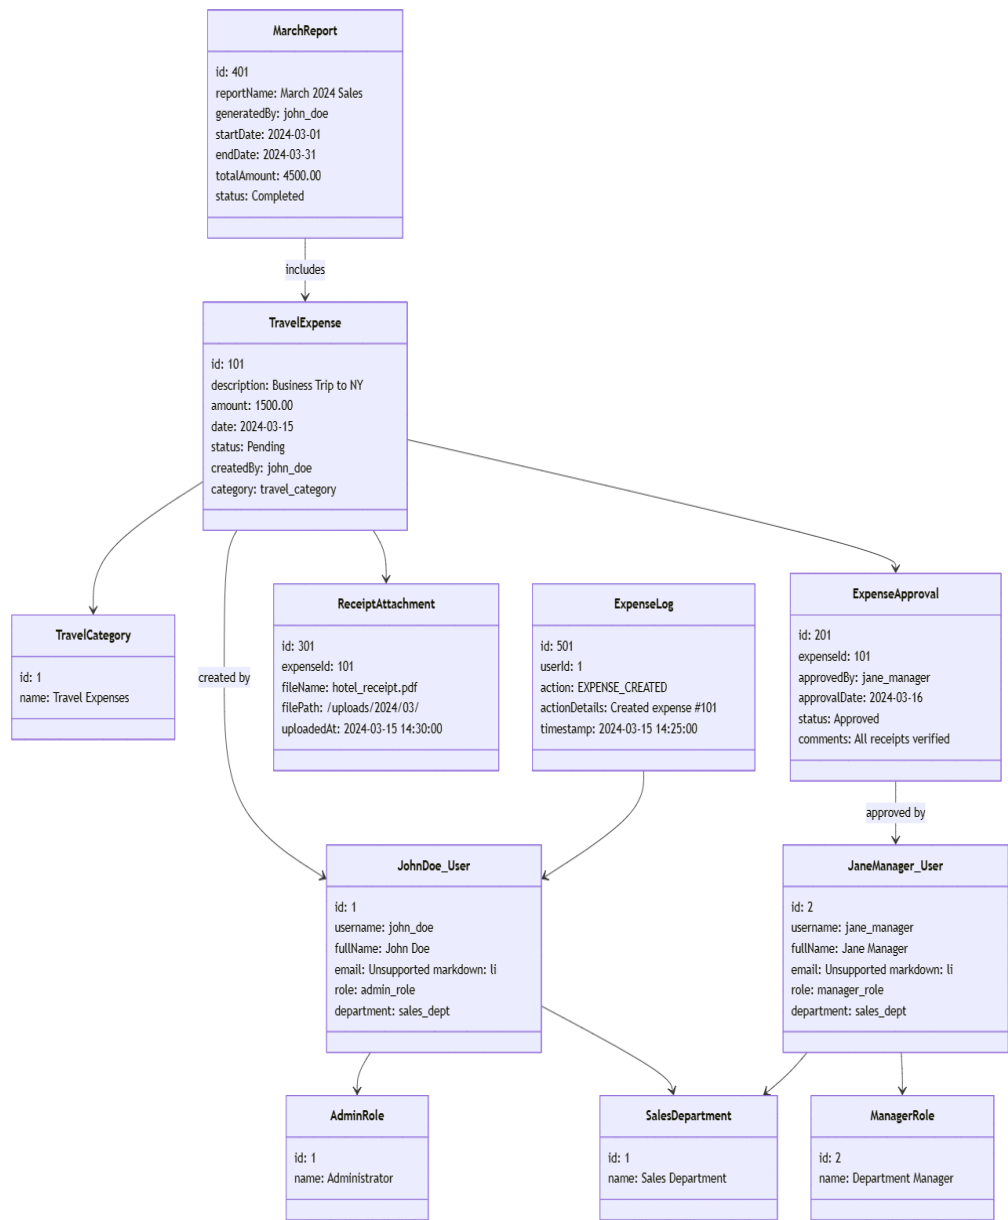 MarchReport
id: 401
reportName: March 2024 Sales
generatedBy: john_doe
startDate: 2024-03-01
endDate: 2024-03-31
totalAmount: 4500.00
status: Completed
includes
TravelExpense
id: 101
description: Business Trip to NY
amount: 1500.00
date: 2024-03-15
status: Pending
createdBy: john_doe
category: travel_category
TravelCategory
id: 1
name: Travel Expenses
created by
ReceiptAttachment
id: 301
expenseId: 101
fileName: hotel_receipt.pdf
filePath: /uploads/2024/03/
uploadedAt: 2024-03-15 14:30:00
ExpenseLog
id: 501
userId: 1
action: EXPENSE_CREATED
actionDetails: Created expense #101
timestamp: 2024-03-15 14:25:00
ExpenseApproval
id: 201
expenseId: 101
approvedBy: jane_manager
approvalDate: 2024-03-16
status: Approved
comments: All receipts verified
approved by
JohnDoe_User
id: 1
username: john_doe
fullName: John Doe
email: Unsupported markdown: li
role: admin_role
department: sales_dept
JaneManager_User
id: 2
username: jane_manager
fullName: Jane Manager
email: Unsupported markdown: li
role: manager_role
department: sales_dept
AdminRole
id: 1
name: Administrator
SalesDepartment
id: 1
name: Sales Department
ManagerRole
id: 2
name: Department Manager